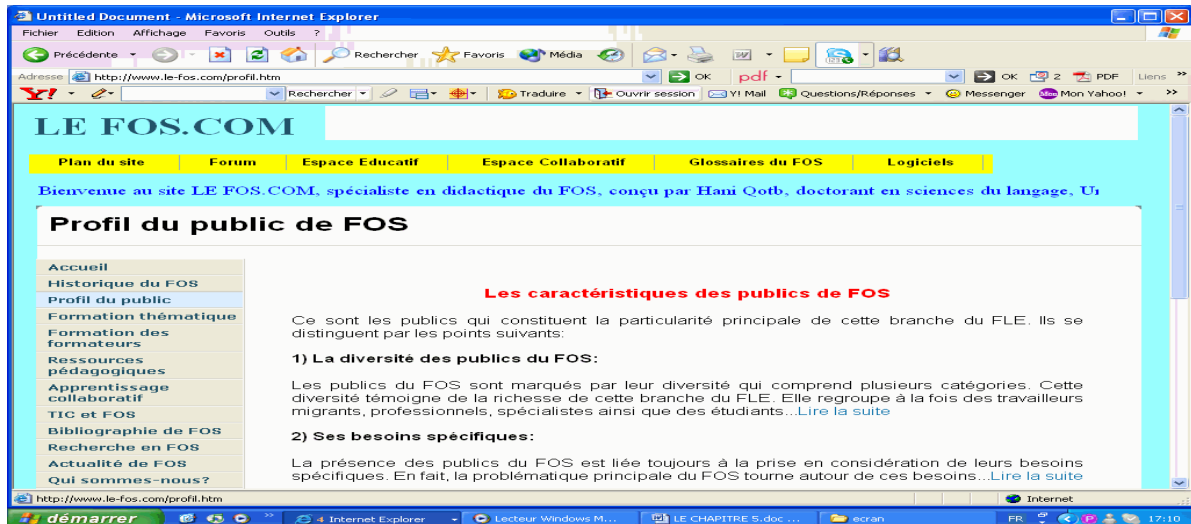 Untitled Document - Microsoft Internet Explorer
Fichier Edition Affichage Favoris Outils ?
Précédente Rechercher Favoris Média
Adresse http://www.le-fos.com/profil.htm OK pdf OK 2 PDF Liens »
Y! Rechercher Traduire Ouvrir session Y! Mail Questions/Réponses Messenger Mon Yahoo! »
LE FOS.COM
Plan du site Forum Espace Educatif Espace Collaboratif Glossaires du FOS Logiciels
Bienvenue au site LE FOS.COM, spécialiste en didactique du FOS, conçu par Hani Qotb, doctorant en sciences du langage,
Profil du public de FOS
Accueil
Historique du FOS
Profil du public
Formation thématique
Formation des
formateurs
Ressources
pédagogiques
Apprentissage
collaboratif
TIC et FOS
Bibliographie de FOS
Recherche en FOS
Actualité de FOS
Qui sommes-nous?
Les caractéristiques des publics de FOS
Ce sont les publics qui constituent la particularité principale de cette branche du FLE. Ils se
distinguent par les points suivants:
1) La diversité des publics du FOS:
Les publics du FOS sont marqués par leur diversité qui comprend plusieurs catégories. Cette
diversité témoigne de la richesse de cette branche du FLE. Elle regroupe à la fois des travailleurs
migrants, professionnels, spécialistes ainsi que des étudiants...Lire la suite
2) Ses besoins spécifiques:
La présence des publics du FOS est liée toujours à la prise en considération de leurs besoins
spécifiques. En fait, la problématique principale du FOS tourne autour de ces besoins...Lire la suite
http://www.le-fos.com/profil.htm Internet
démarrer » 4 Internet Explorer Lecteur Windows M... LE CHAPITRE 5.doc ... ecran FR 17:10